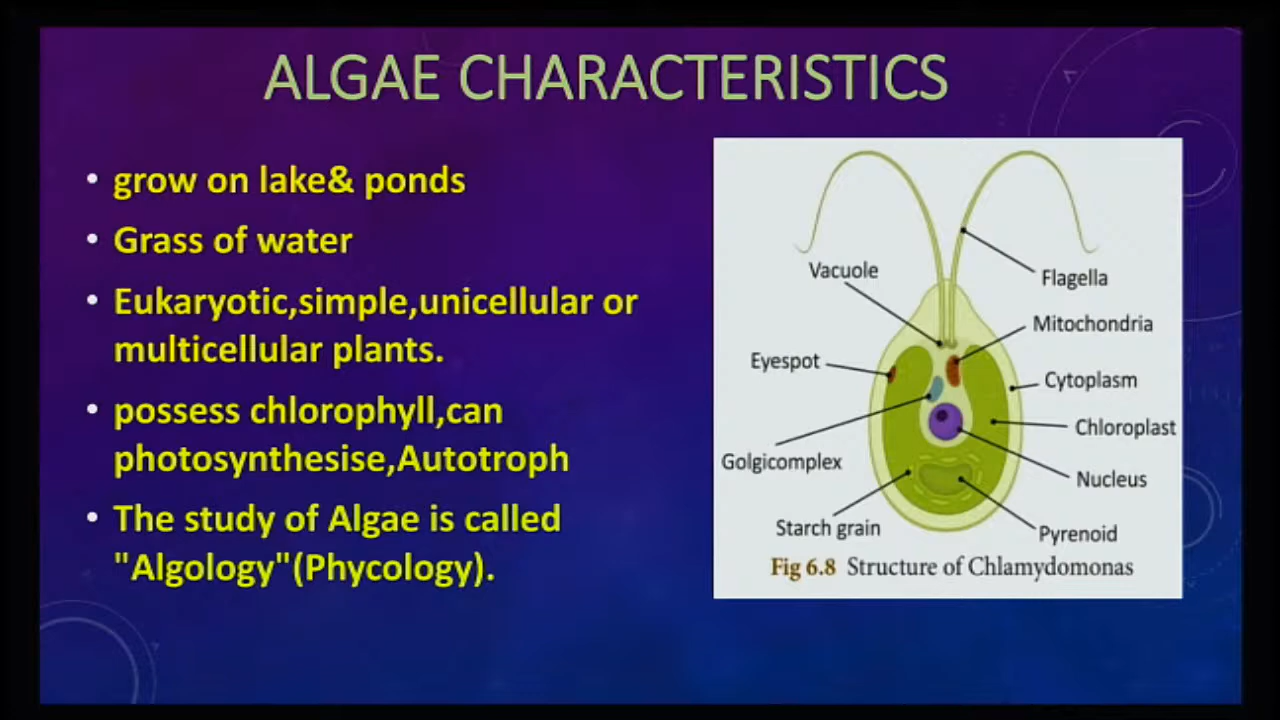 ALGAE CHARACTERISTICS
• grow on lake& ponds
• Grass of water
• Eukaryotic,simple,unicellular or
multicellular plants.
• possess chlorophyll,can
photosynthesise,Autotroph
• The study of Algae is called
"Algology"(Phycology).
Vacuole
Flagella
Mitochondria
Eyespot
Cytoplasm
Chloroplast
Golgicomplex
Nucleus
Starch grain
Pyrenoid
Fig 6.8 Structure of Chlamydomonas